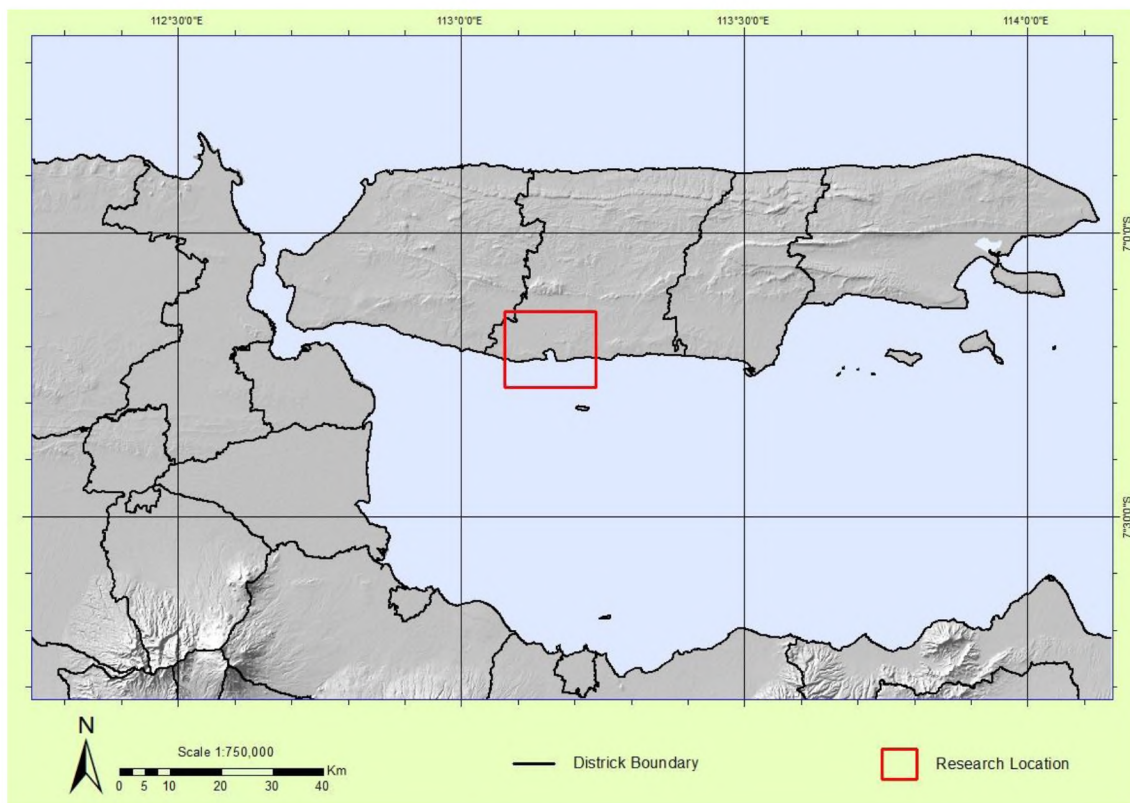 112°30'0"E
113°0'0"E
113°30'0"E
114°0'0"E
7°0'0"S
7°30'0"S
N
Scale 1:750,000
Km
0 5 10 20 30 40
Districk Boundary
Research Location